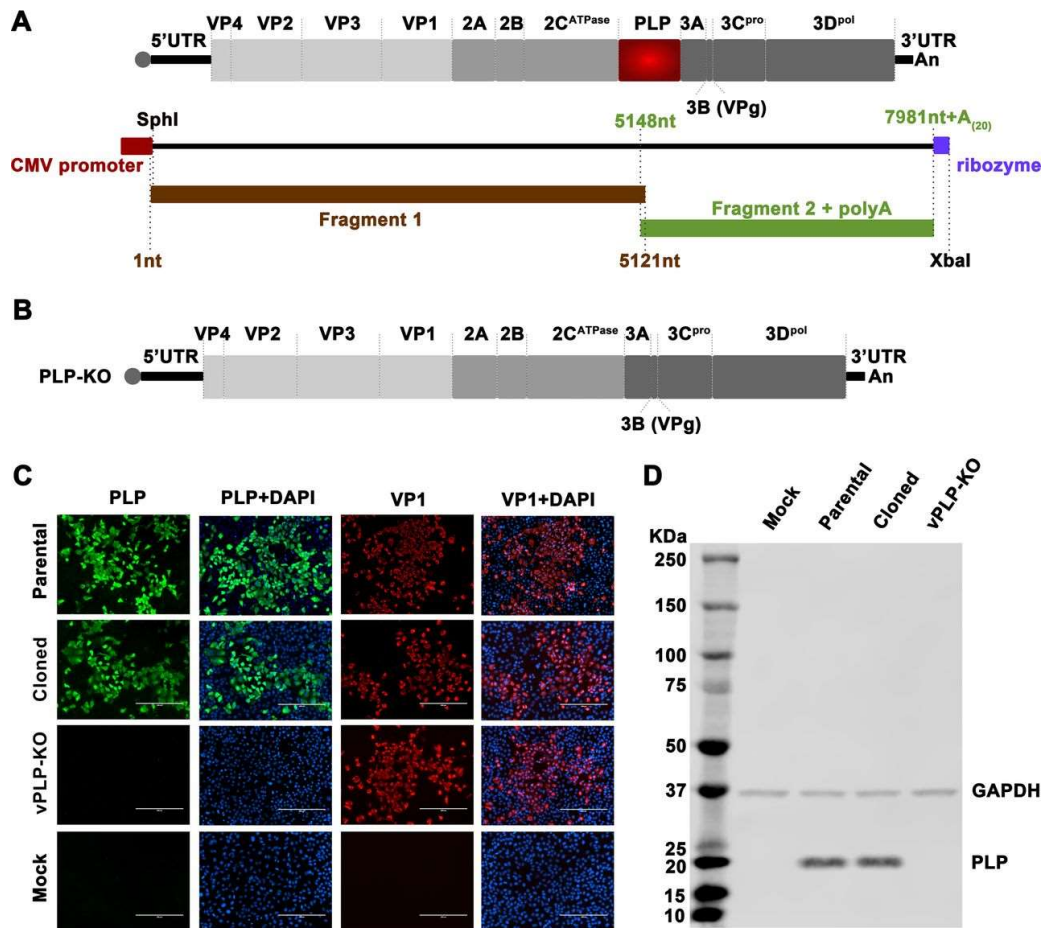 A
VP4 VP2 VP3 VP1 2A 2B 2C^ATPase PLP 3A 3C^pro 3D^pol
5'UTR 3'UTR
An
3B (VPg)
SphI 5148nt 7981nt+A(20)
CMV promoter ribozyme
Fragment 1 Fragment 2 + polyA
1nt 5121nt XbaI
B
VP4 VP2 VP3 VP1 2A 2B 2C^ATPase 3A 3C^pro 3D^pol
5'UTR 3'UTR
PLP-KO An
3B (VPg)
C
PLP PLP+DAPI VP1 VP1+DAPI
Parental
Cloned
vPLP-KO
Mock
D
Mock Parental Cloned vPLP-KO
KDa
250
150
100
75
50
37 GAPDH
25
20 PLP
15
10